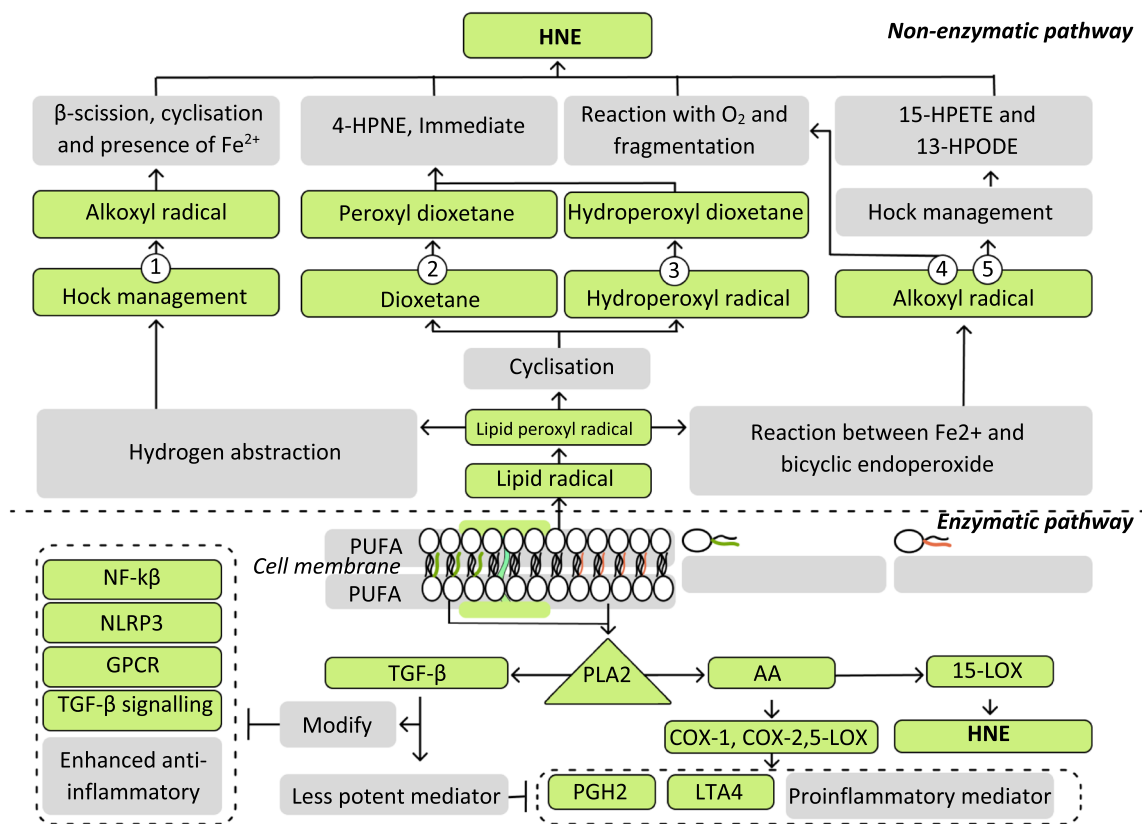 HNE
Non-enzymatic pathway
β-scission, cyclisation
and presence of Fe²⁺
4-HPNE, Immediate
Reaction with O₂ and
fragmentation
15-HPETE and
13-HPODE
Alkoxyl radical
Peroxyl dioxetane
Hydroperoxyl dioxetane
Hock management
1
2
3
4
5
Hock management
Dioxetane
Hydroperoxyl radical
Alkoxyl radical
Cyclisation
Hydrogen abstraction
Lipid peroxyl radical
Reaction between Fe2+ and
bicyclic endoperoxide
Lipid radical
Enzymatic pathway
PUFA
Cell membrane
PUFA
NF-kβ
NLRP3
GPCR
TGF-β signalling
Enhanced anti-
inflammatory
TGF-β
PLA2
AA
15-LOX
Modify
COX-1, COX-2,5-LOX
HNE
Less potent mediator
PGH2
LTA4
Proinflammatory mediator